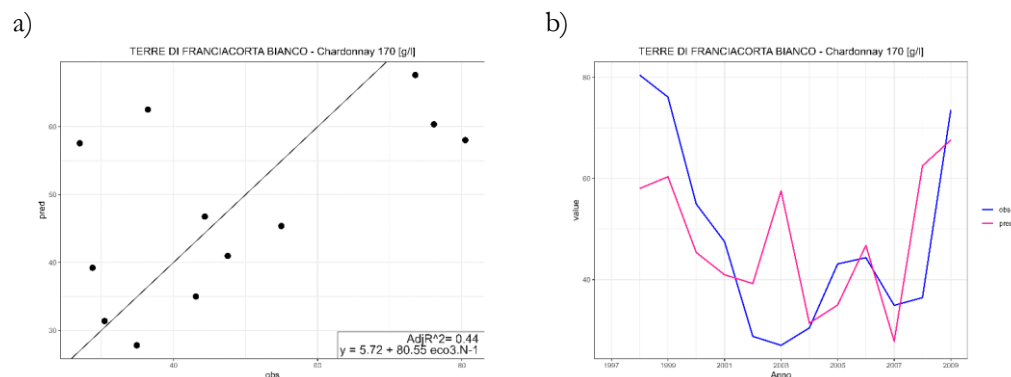 a)
TERRE DI FRANCIACORTA BIANCO - Chardonnay 170 [g/l]
60
50
40
30
pred
40
60
80
obs
AdjR^2= 0.44
y = 5.72 + 80.55 eco3.N-1
b)
TERRE DI FRANCIACORTA BIANCO - Chardonnay 170 [g/l]
80
60
40
value
1997
1999
2001
2003
2005
2007
2009
Anno
obs
pred